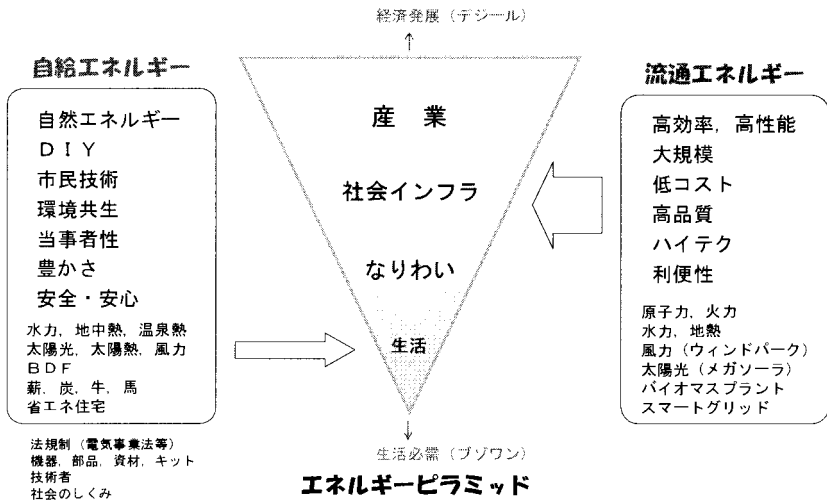 経済発展（デジール）
自給エネルギー
自然エネルギー
ＤＩＹ
市民技術
環境共生
当事者性
豊かさ
安全・安心
水力，地中熱，温泉熱
太陽光，太陽熱，風力
ＢＤＦ
薪，炭，牛，馬
省エネ住宅
法規制（電気事業法等）
機器，部品，資材，キット
技術者
社会のしくみ
産　業
社会インフラ
なりわい
生活
生活必需（ブゾワン）
エネルギーピラミッド
流通エネルギー
高効率，高性能
大規模
低コスト
高品質
ハイテク
利便性
原子力，火力
水力，地熱
風力（ウィンドパーク）
太陽光（メガソーラ）
バイオマスプラント
スマートグリッド